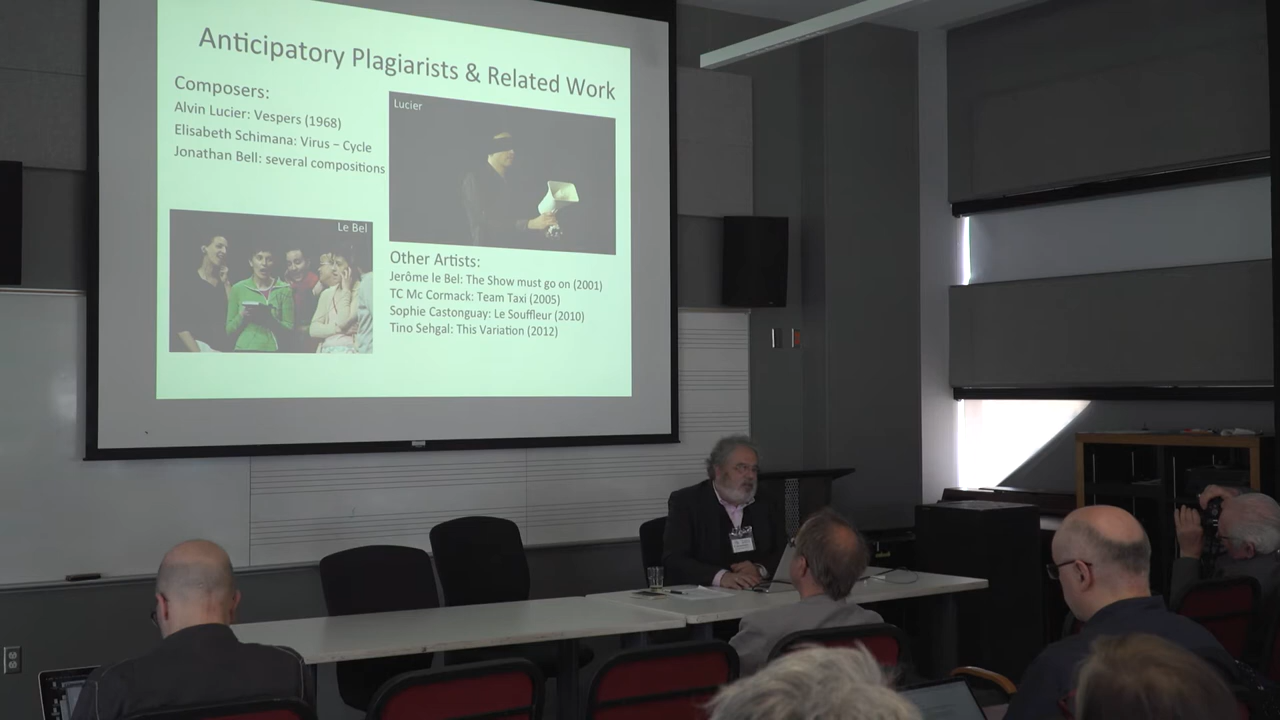 Anticipatory Plagiarists & Related Work
Composers:
Alvin Lucier: Vespers (1968)
Elisabeth Schimana: Virus – Cycle
Jonathan Bell: several compositions
Lucier
Le Bel
Other Artists:
Jerôme le Bel: The Show must go on (2001)
TC Mc Cormack: Team Taxi (2005)
Sophie Castonguay: Le Souffleur (2010)
Tino Sehgal: This Variation (2012)